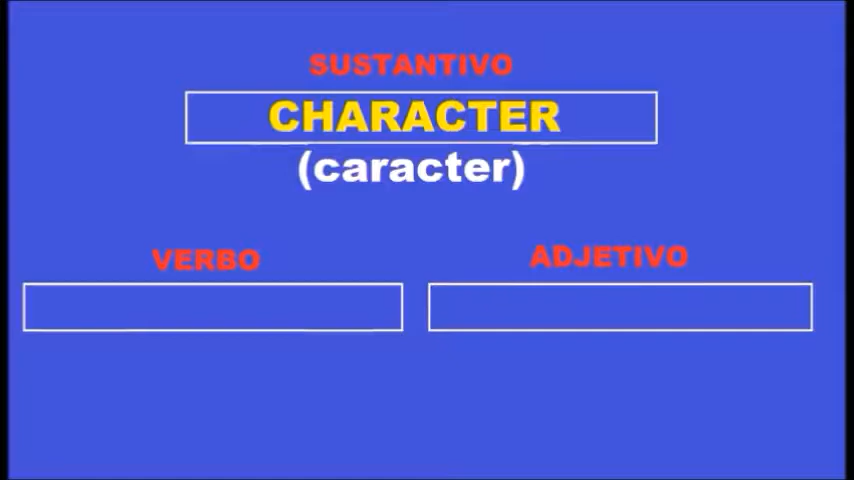 SUSTANTIVO
CHARACTER
(caracter)
VERBO
ADJETIVO